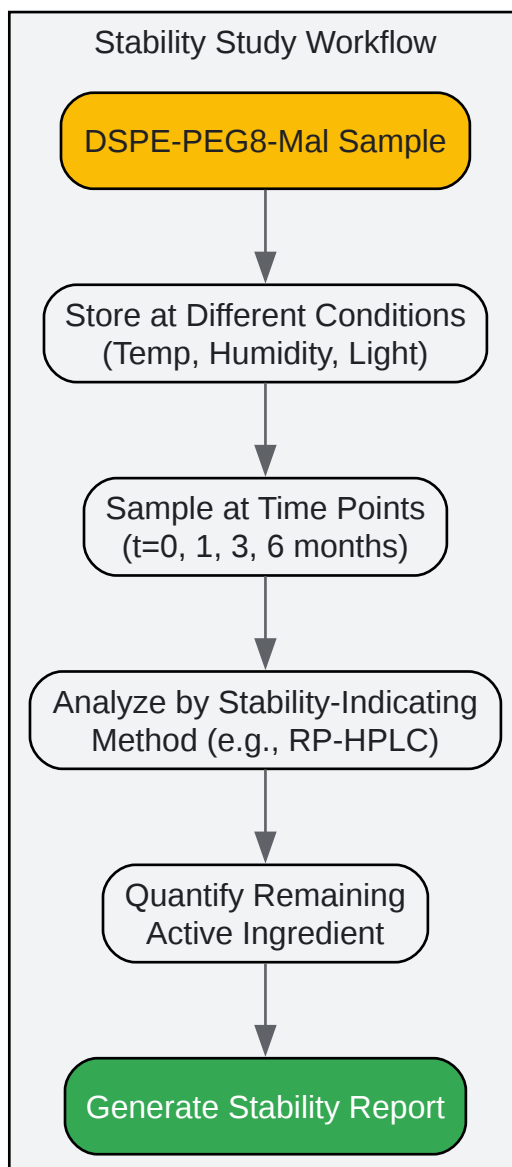 Stability Study Workflow
DSPE-PEG8-Mal Sample
Store at Different Conditions
(Temp, Humidity, Light)
Sample at Time Points
(t=0, 1, 3, 6 months)
Analyze by Stability-Indicating
Method (e.g., RP-HPLC)
Quantify Remaining
Active Ingredient
Generate Stability Report